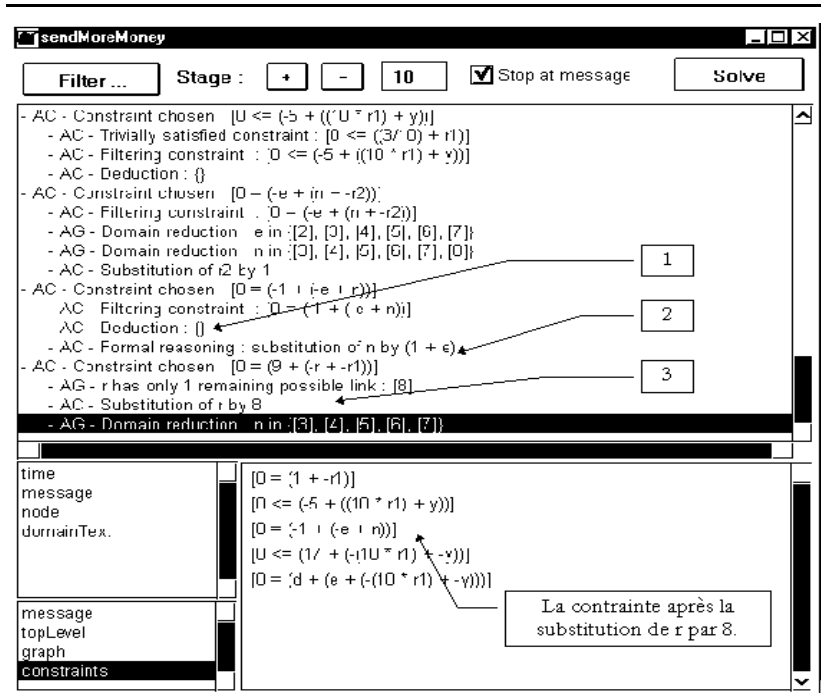 sendMoreMoney
Filter ... Stage : + - 10 Stop at message Solve
- AC - Constraint chosen [0 <= (-5 + ((10 * r1) + y))]
- AC - Trivially satisfied constraint : [0 <= ((3/10) + r1)]
- AC - Filtering constraint : [0 <= (-5 + ((10 * r1) + y))]
- AC - Deduction : {}
- AC - Constraint chosen [0 = (-e + (n + -r2))]
- AC - Filtering constraint : [0 = (-e + (n + -r2))]
- AG - Domain reduction e in {[2], [3], [4], [5], [6], [7]}
- AG - Domain reduction n in {[3], [4], [5], [6], [7], [8]}
- AC - Substitution of r2 by 1
1
- AC - Constraint chosen [0 = (-1 + (-e + n))]
AC Filtering constraint : [0 = (-1 + (-e + n))]
AC Deduction : {}
2
- AC - Formal reasoning : substitution of n by (1 + e)
- AC - Constraint chosen [0 = (9 + (-r + -r1))]
- AG - r has only 1 remaining possible link : [8]
3
- AC - Substitution of r by 8
- AG - Domain reduction n in {[3], [4], [5], [6], [7]}
time
message
node
domainText
[0 = (1 + -r1)]
[0 <= (-5 + ((10 * r1) + y))]
[0 = (-1 + (-e + n))]
[0 <= (17 + (-(10 * r1) + -y))]
[0 = (d + (e + (-(10 * r1) + -y)))]
La contrainte après la
substitution de r par 8.
message
topLevel
graph
constraints